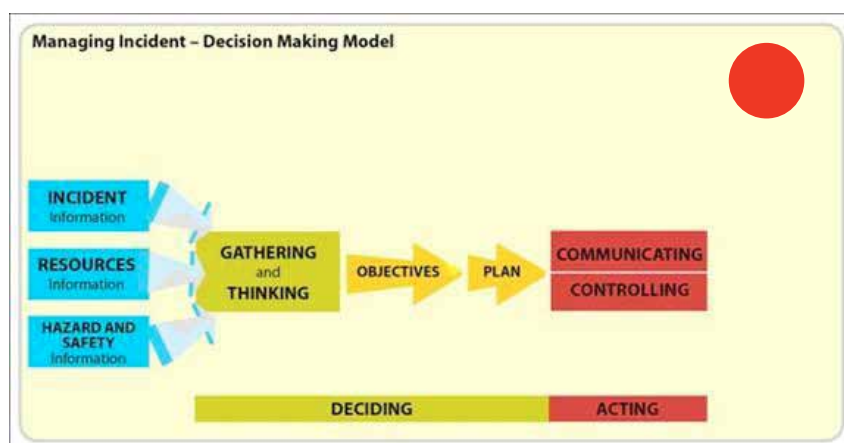 Managing Incident – Decision Making Model
INCIDENT
Information
RESOURCES
Information
HAZARD AND
SAFETY
Information
GATHERING
and
THINKING
OBJECTIVES
PLAN
COMMUNICATING
CONTROLLING
DECIDING
ACTING